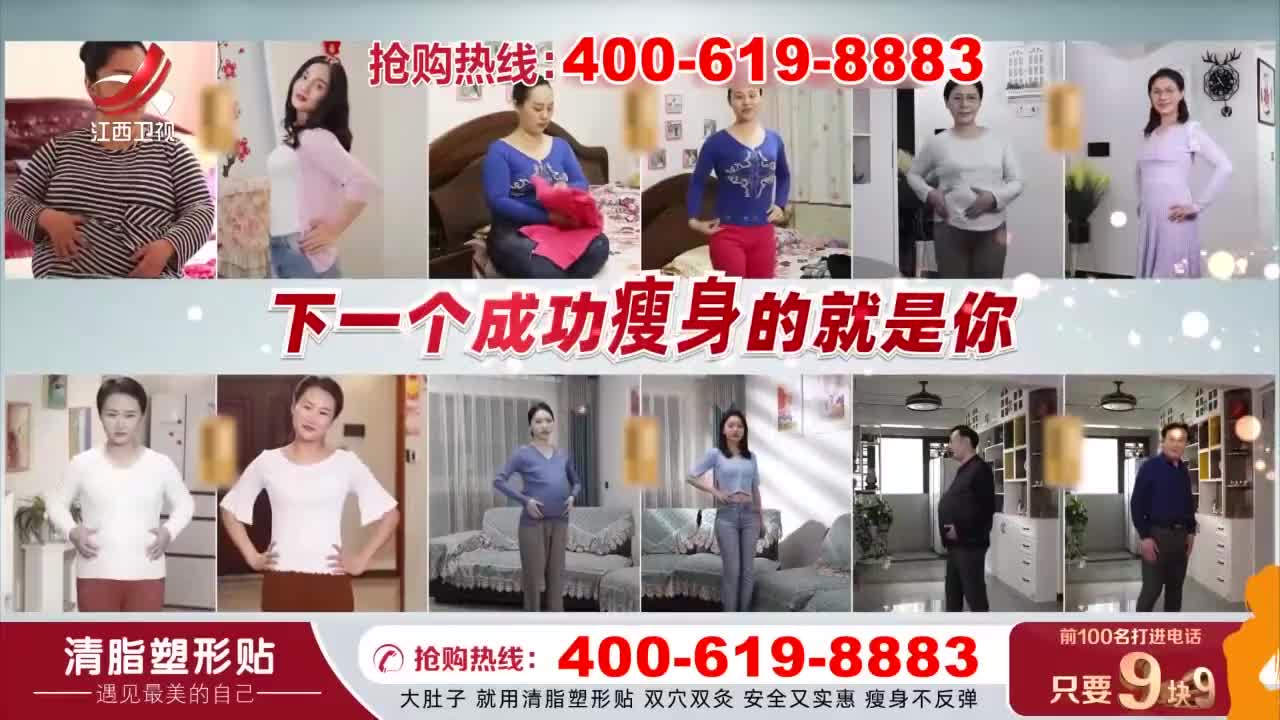 抢购热线:400-619-8883
江西卫视
下一个成功瘦身的就是你
清脂塑形贴
遇见最美的自己
抢购热线: 400-619-8883
大肚子 就用清脂塑形贴 双穴双灸 安全又实惠 瘦身不反弹
前100名打进电话
只要9块9